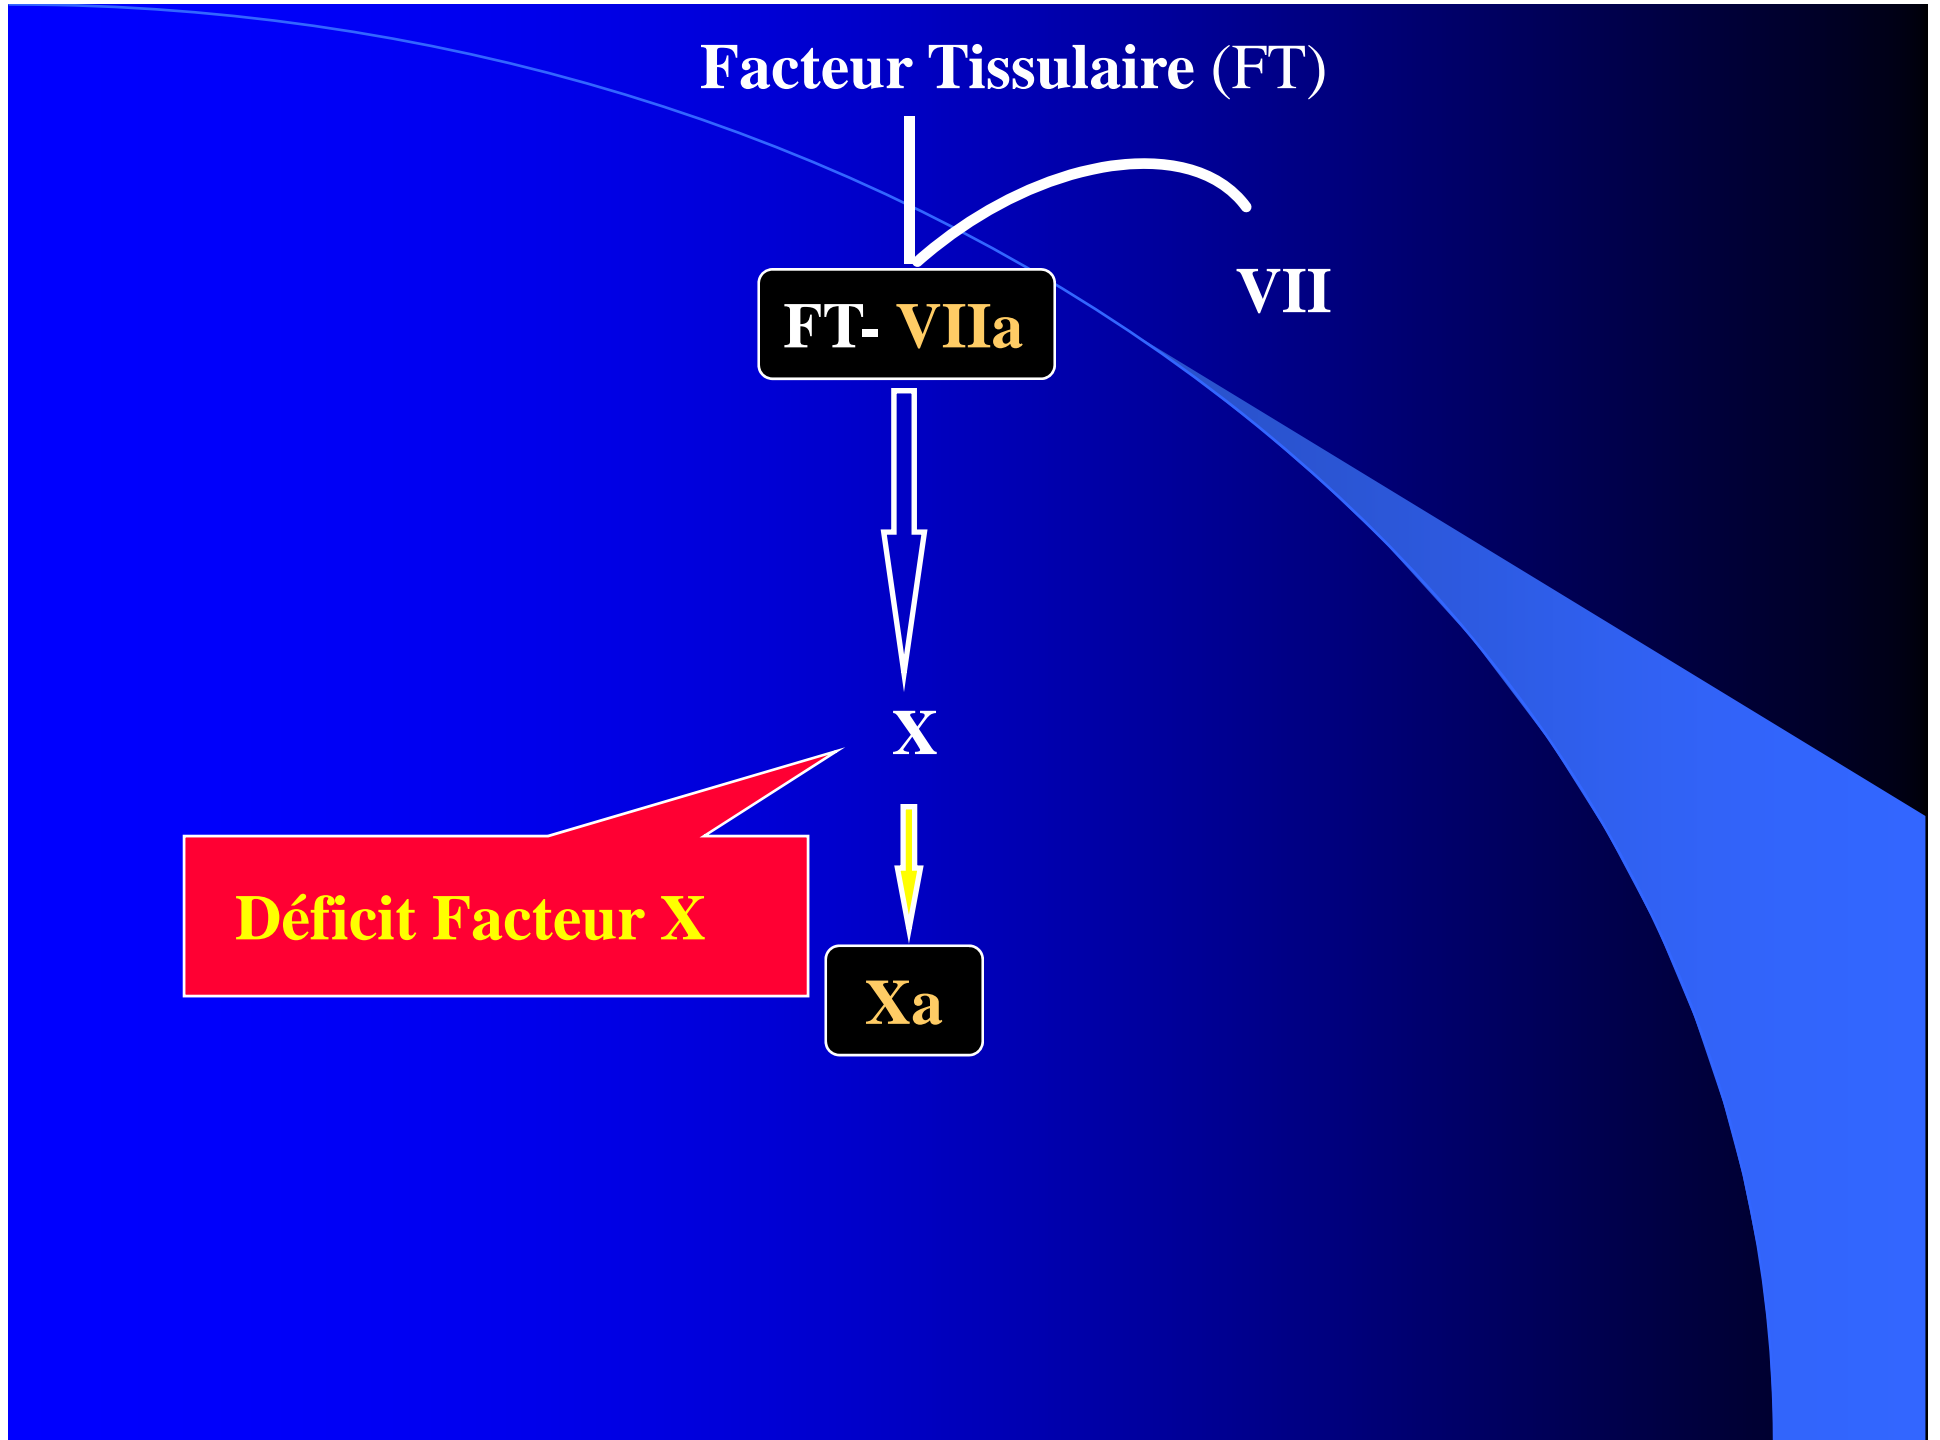 Facteur Tissulaire (FT)
VII
FT- VIIa
X
Déficit Facteur X
Xa